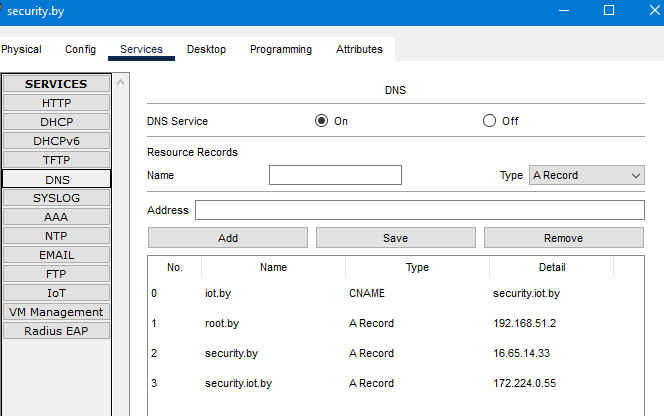 security.by
Physical Config Services Desktop Programming Attributes
SERVICES
HTTP
DHCP
DHCPv6
TFTP
DNS
SYSLOG
AAA
NTP
EMAIL
FTP
IoT
VM Management
Radius EAP
DNS
DNS Service On Off
Resource Records
Name Type A Record
Address
Add Save Remove
No. Name Type Detail
0 iot.by CNAME security.iot.by
1 root.by A Record 192.168.51.2
2 security.by A Record 16.65.14.33
3 security.iot.by A Record 172.224.0.55